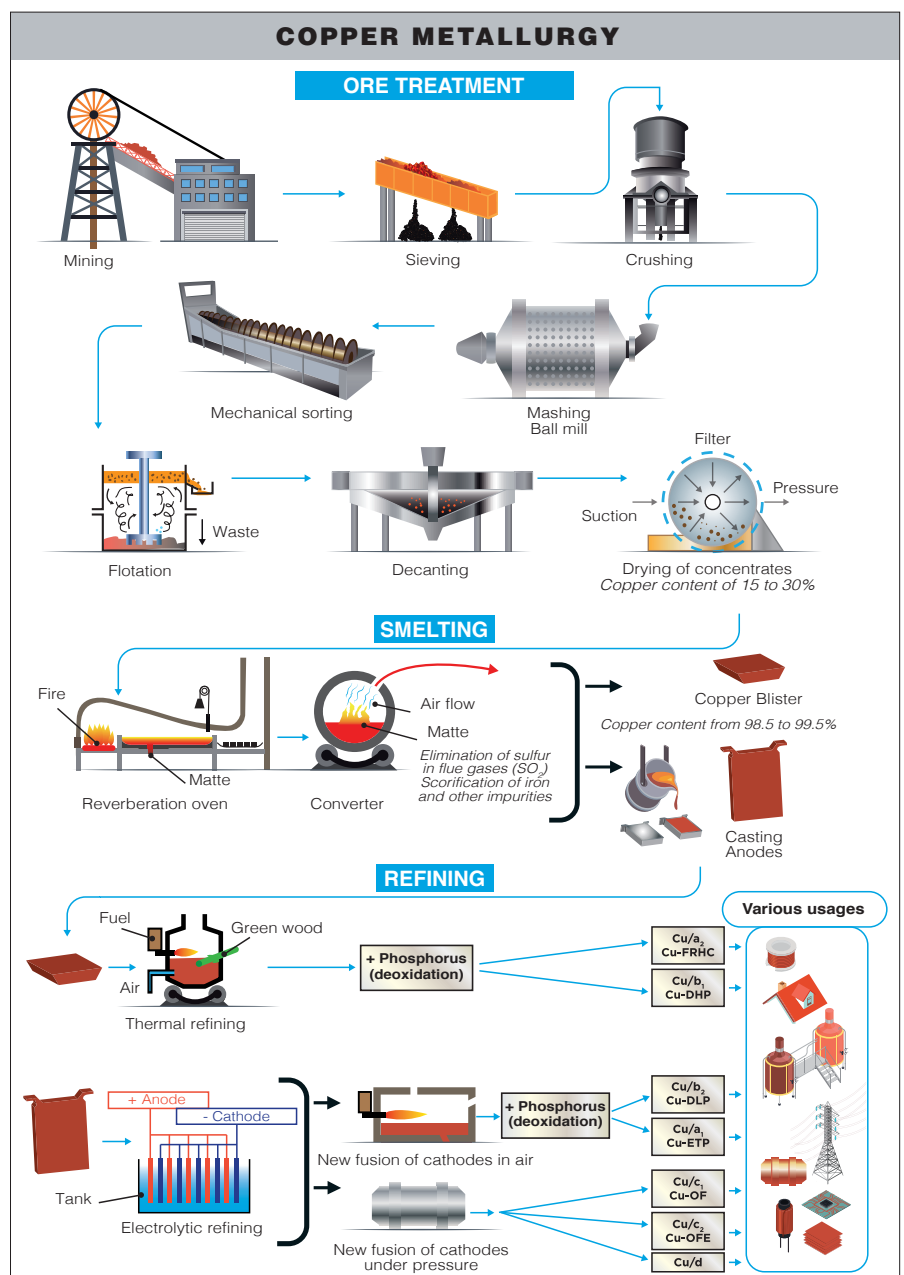 COPPER METALLURGY
ORE TREATMENT
Mining
Sieving
Crushing
Mechanical sorting
Mashing
Ball mill
Filter
Suction
Pressure
Waste
Flotation
Decanting
Drying of concentrates
Copper content of 15 to 30%
SMELTING
Fire
Matte
Reverberation oven
Air flow
Matte
Converter
Elimination of sulfur
in flue gases (SO₂)
Scorification of iron
and other impurities
Copper Blister
Copper content from 98.5 to 99.5%
Casting
Anodes
REFINING
Various usages
Fuel
Green wood
Air
Thermal refining
+ Phosphorus
(deoxidation)
Cu/a₂
Cu-FRHC
Cu/b₁
Cu-DHP
+ Anode
- Cathode
Tank
Electrolytic refining
New fusion of cathodes in air
+ Phosphorus
(deoxidation)
Cu/b₂
Cu-DLP
Cu/a₁
Cu-ETP
New fusion of cathodes
under pressure
Cu/c₁
Cu-OF
Cu/c₂
Cu-OFE
Cu/d